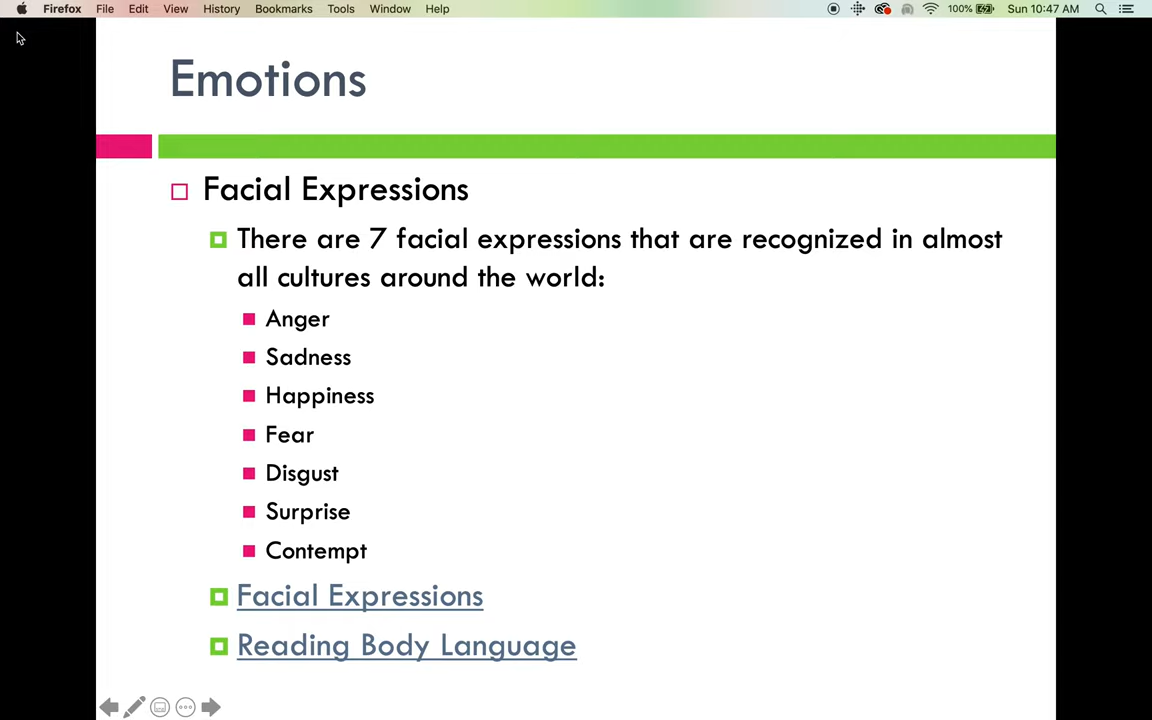 Firefox File Edit View History Bookmarks Tools Window Help 100% Sun 10:47 AM
Emotions
Facial Expressions
There are 7 facial expressions that are recognized in almost
all cultures around the world:
Anger
Sadness
Happiness
Fear
Disgust
Surprise
Contempt
Facial Expressions
Reading Body Language